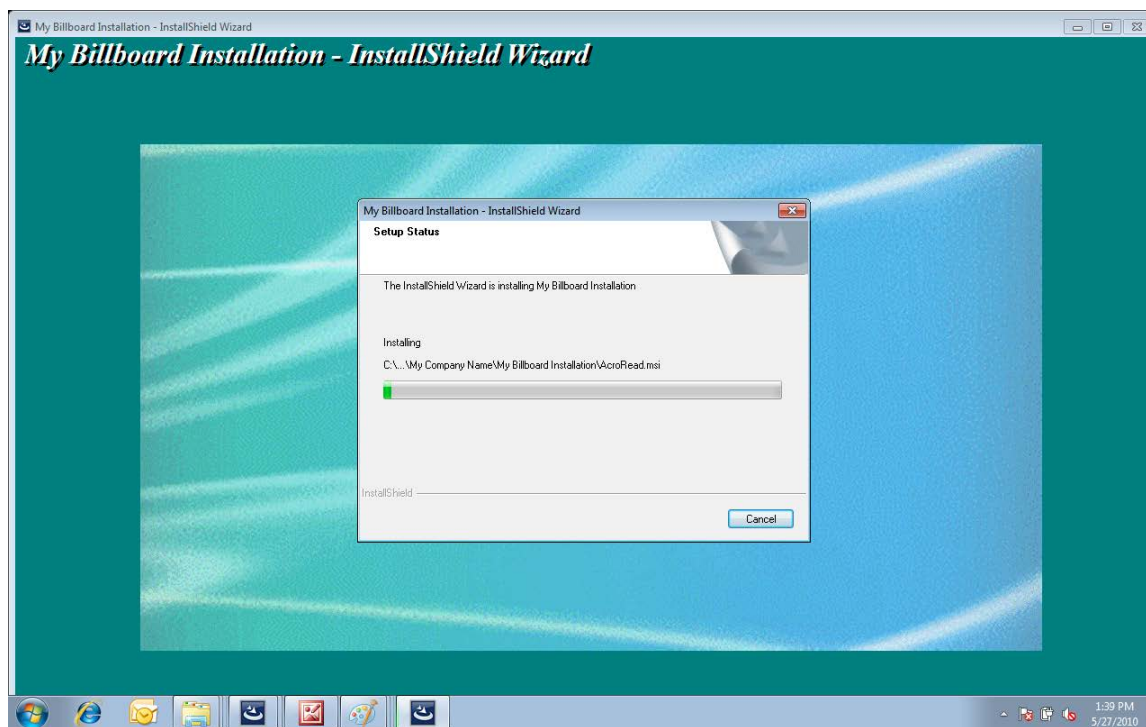 My Billboard Installation - InstallShield Wizard
My Billboard Installation - InstallShield Wizard
My Billboard Installation - InstallShield Wizard
Setup Status
The InstallShield Wizard is installing My Billboard Installation
Installing
C:\...\My Company Name\My Billboard Installation\AcroRead.msi
InstallShield
Cancel
1:39 PM
5/27/2010